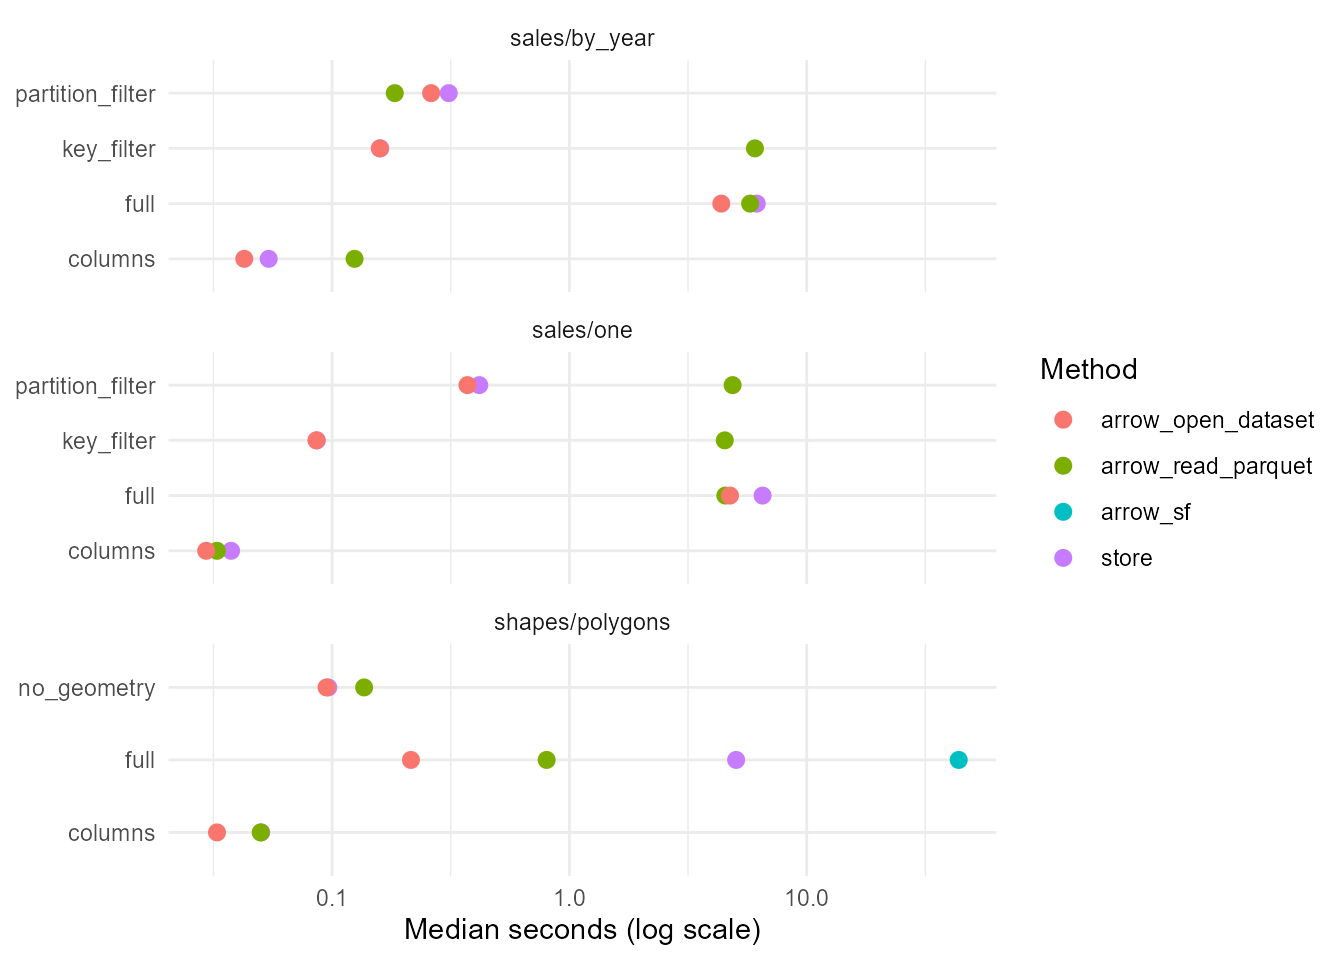 sales/by_year
partition_filter
key_filter
full
columns
sales/one
partition_filter
key_filter
full
columns
shapes/polygons
no_geometry
full
columns
0.1
1.0
10.0
Median seconds (log scale)
Method
arrow_open_dataset
arrow_read_parquet
arrow_sf
store